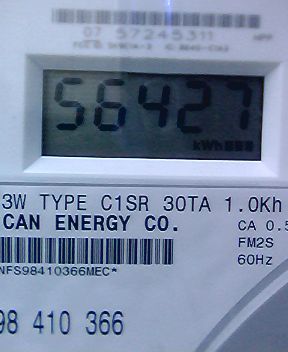 07 57245311
56427
kWh
3W TYPE C1SR 30TA 1.0Kh
CAN ENERGY CO.
CA 0.5
FM2S
60Hz
NFS98410366MEC*
98 410 366